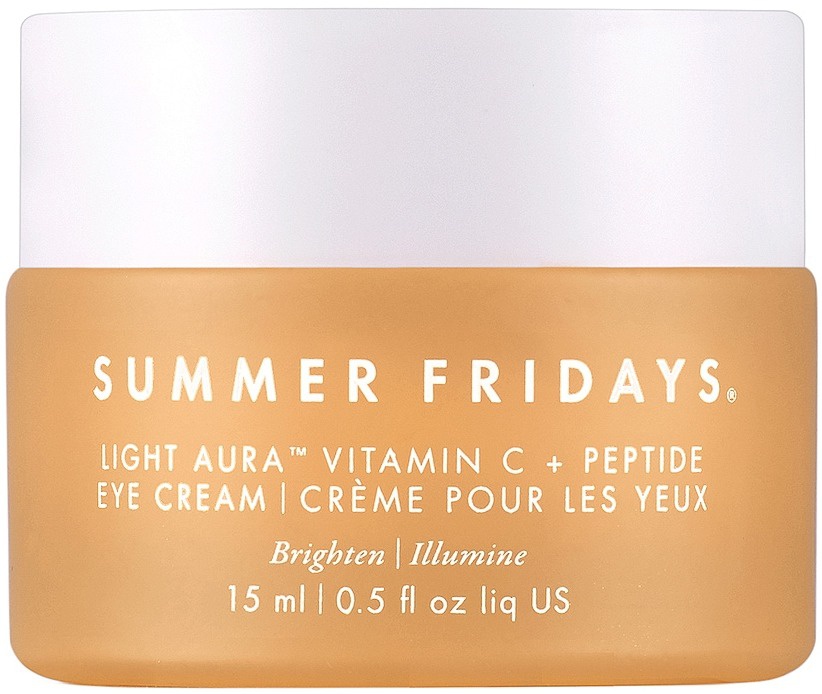 SUMMER FRIDAYS®
LIGHT AURA™ VITAMIN C + PEPTIDE
EYE CREAM | CRÈME POUR LES YEUX
Brighten | Illumine
15 ml | 0.5 fl oz liq US